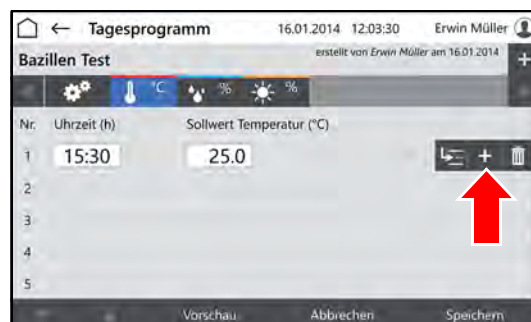 Tagesprogramm 16.01.2014 12:03:30 Erwin Müller
Bazillen Test erstellt von Erwin Müller am 16.01.2014
°C % %
Nr. Uhrzeit (h) Sollwert Temperatur (°C)
1 15:30 25.0
2
3
4
5
Vorschau Abbrechen Speichern